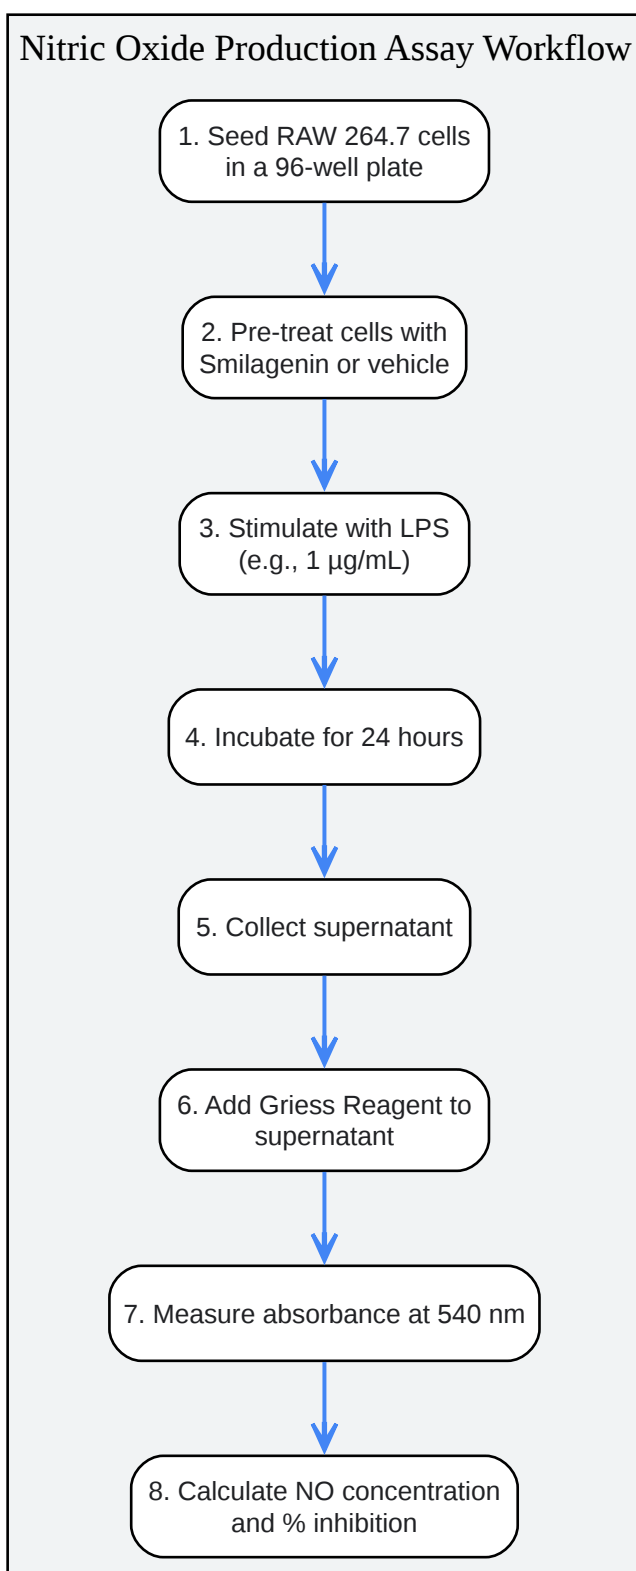 Nitric Oxide Production Assay Workflow
1. Seed RAW 264.7 cells
in a 96-well plate
2. Pre-treat cells with
Smilagenin or vehicle
3. Stimulate with LPS
(e.g., 1 µg/mL)
4. Incubate for 24 hours
5. Collect supernatant
6. Add Griess Reagent to
supernatant
7. Measure absorbance at 540 nm
8. Calculate NO concentration
and % inhibition